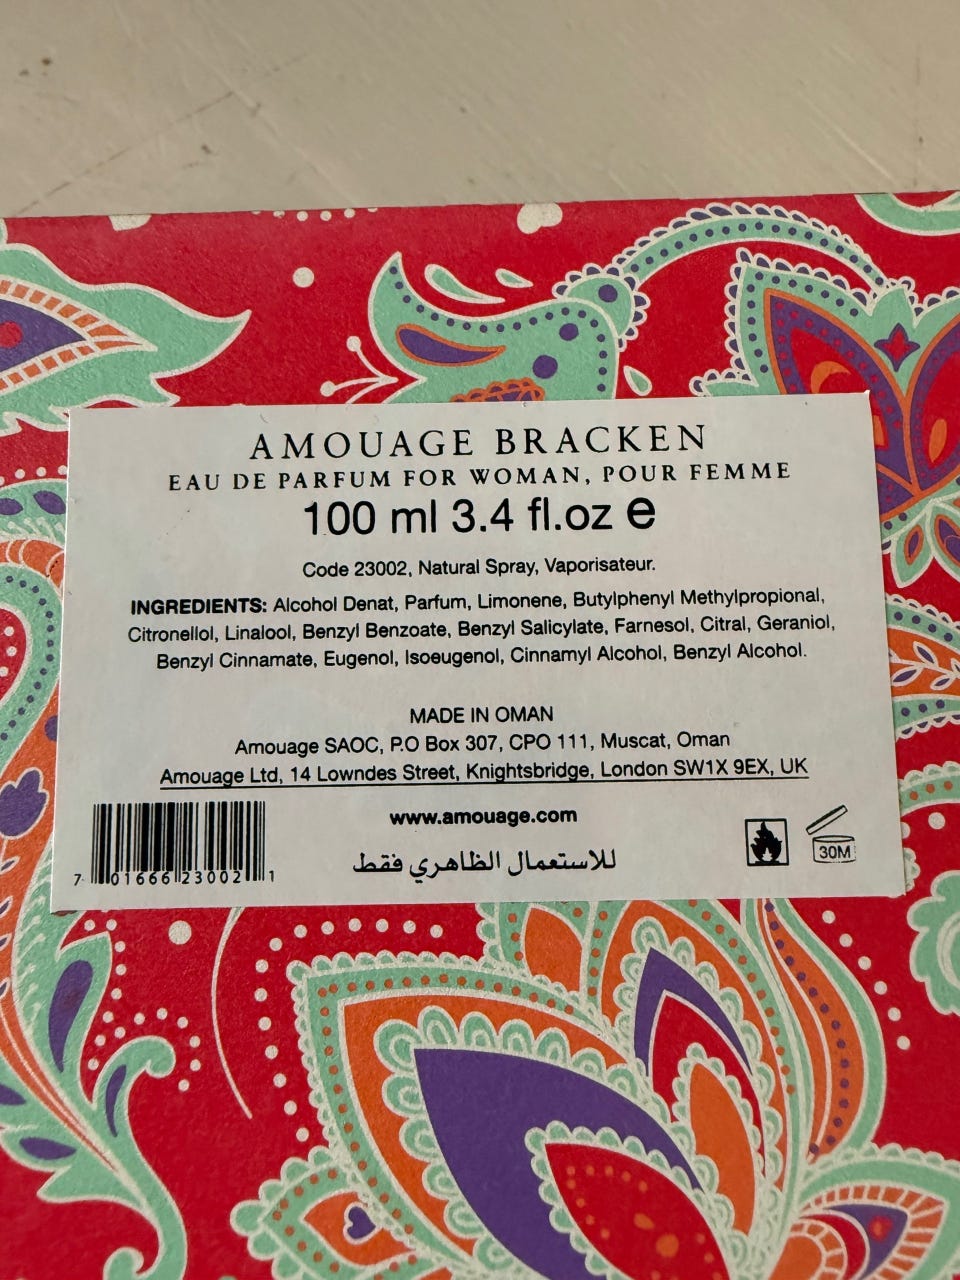 AMOUAGE BRACKEN
EAU DE PARFUM FOR WOMAN, POUR FEMME
100 ml 3.4 fl.oz e
Code 23002, Natural Spray, Vaporisateur.
INGREDIENTS: Alcohol Denat, Parfum, Limonene, Butylphenyl Methylpropional,
Citronellol, Linalool, Benzyl Benzoate, Benzyl Salicylate, Farnesol, Citral, Geraniol,
Benzyl Cinnamate, Eugenol, Isoeugenol, Cinnamyl Alcohol, Benzyl Alcohol.
MADE IN OMAN
Amouage SAOC, P.O Box 307, CPO 111, Muscat, Oman
Amouage Ltd, 14 Lowndes Street, Knightsbridge, London SW1X 9EX, UK
www.amouage.com
للاستعمال الظاهري فقط
30M
7 01666 23002 1